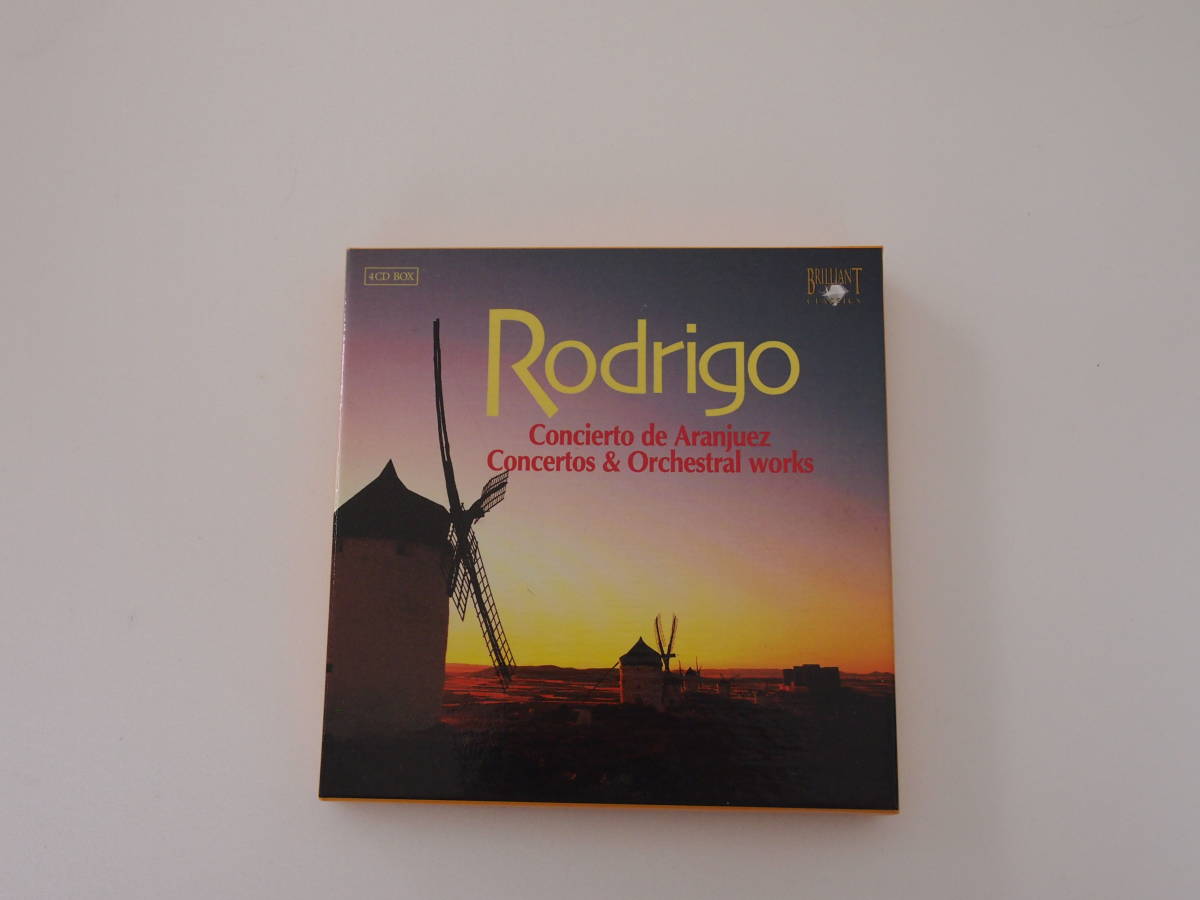 4CD BOX
BRILLIANT
CLASSICS
Rodrigo
Concierto de Aranjuez
Concertos & Orchestral works